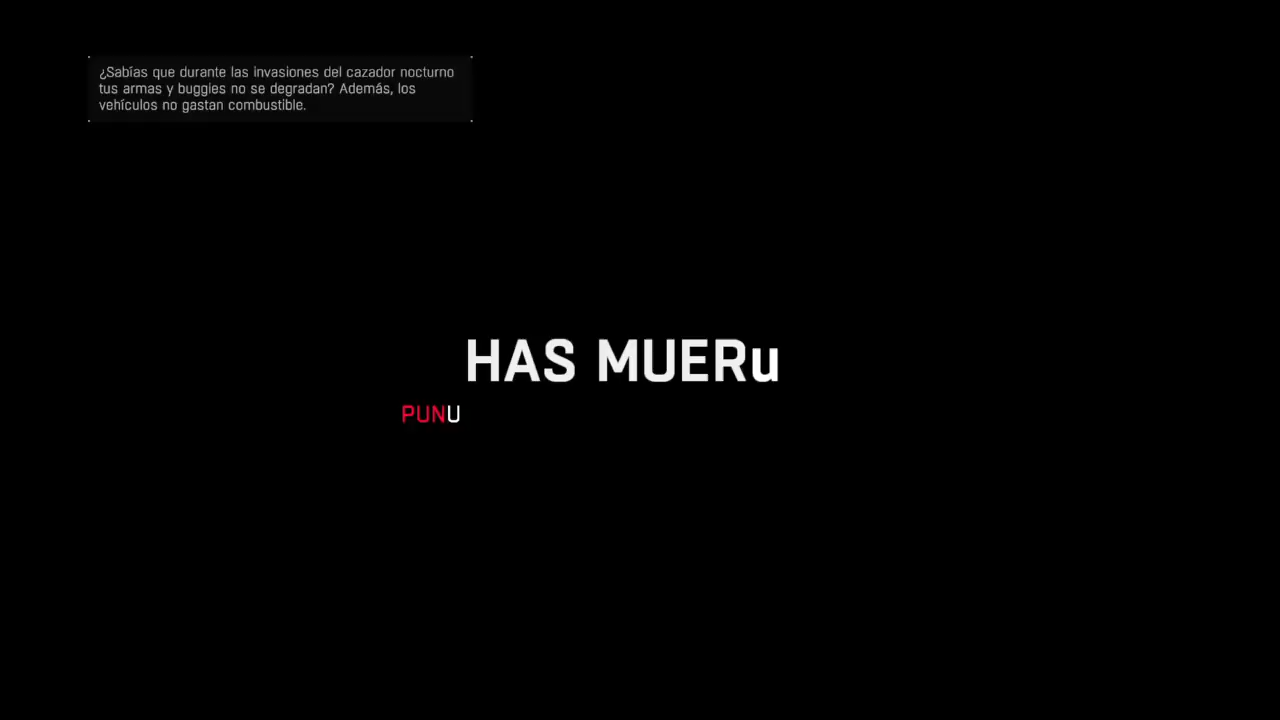 ¿Sabías que durante las invasiones del cazador nocturno
tus armas y buggies no se degradan? Además, los
vehículos no gastan combustible.
HAS MUERu
PUNU